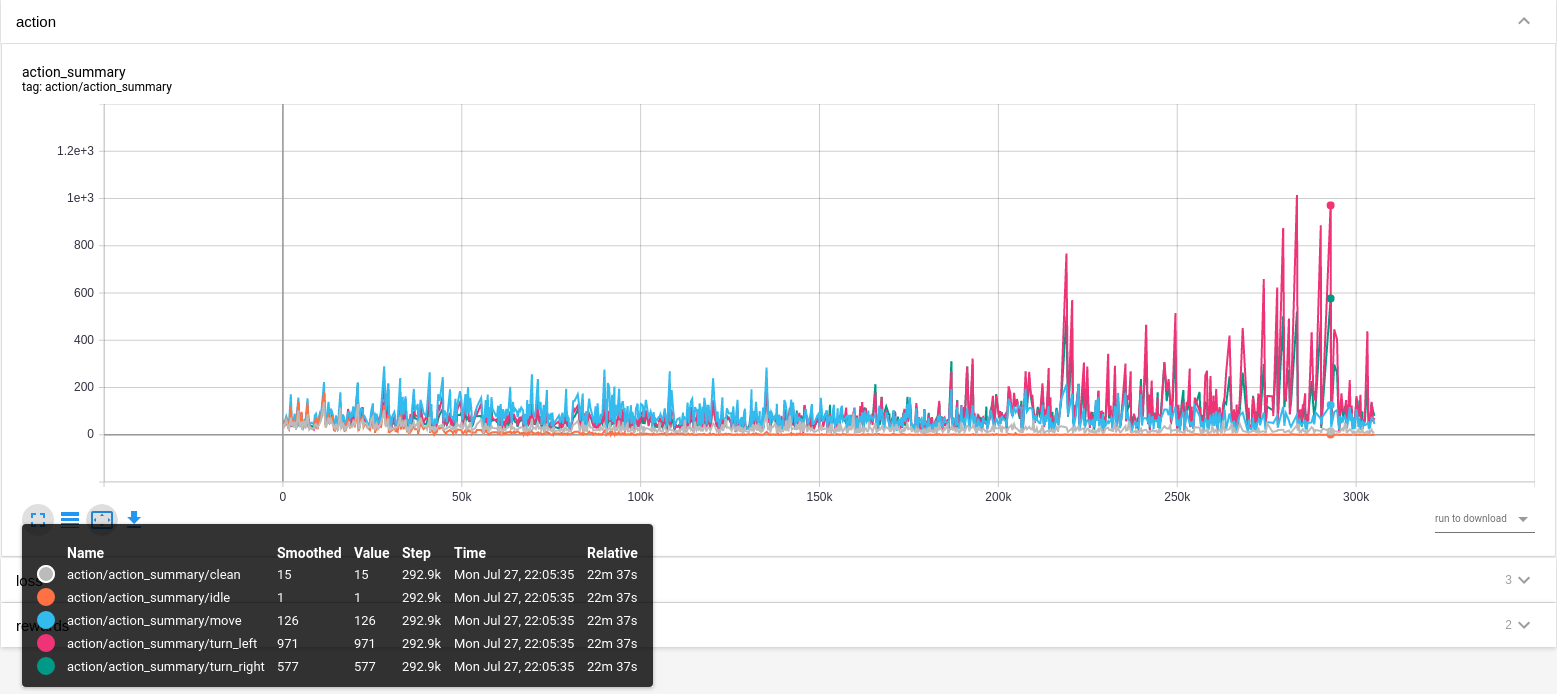 action
action_summary
tag: action/action_summary
1.2e+3
1e+3
800
600
400
200
0
0 50k 100k 150k 200k 250k 300k
run to download
Name Smoothed Value Step Time Relative
action/action_summary/clean 15 15 292.9k Mon Jul 27, 22:05:35 22m 37s
action/action_summary/idle 1 1 292.9k Mon Jul 27, 22:05:35 22m 37s
action/action_summary/move 126 126 292.9k Mon Jul 27, 22:05:35 22m 37s
action/action_summary/turn_left 971 971 292.9k Mon Jul 27, 22:05:35 22m 37s
action/action_summary/turn_right 577 577 292.9k Mon Jul 27, 22:05:35 22m 37s
3
2